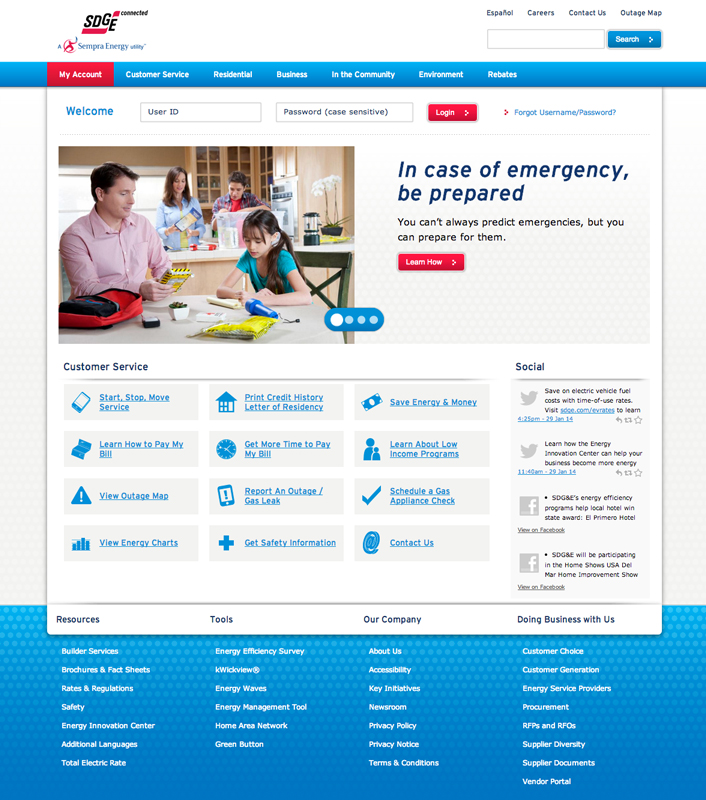 SDGE connected
A Sempra Energy utility
Español Careers Contact Us Outage Map
Search
My Account Customer Service Residential Business In the Community Environment Rebates
Welcome User ID Password (case sensitive) Login Forgot Username/Password?
In case of emergency,
be prepared
You can't always predict emergencies, but you
can prepare for them.
Learn How
Customer Service
Start, Stop, Move
Service
Print Credit History
Letter of Residency
Save Energy & Money
Learn How to Pay My
Bill
Get More Time to Pay
My Bill
Learn About Low
Income Programs
View Outage Map
Report An Outage /
Gas Leak
Schedule a Gas
Appliance Check
View Energy Charts
Get Safety Information
Contact Us
Social
Save on electric vehicle fuel
costs with time-of-use rates.
Visit sdge.com/evrates to learn
4:25pm - 29 Jan 14
Learn how the Energy
Innovation Center can help your
business become more energy
11:40am - 29 Jan 14
• SDG&E's energy efficiency
programs help local hotel win
state award: El Primero Hotel
View on Facebook
• SDG&E will be participating
in the Home Shows USA Del
Mar Home Improvement Show
View on Facebook
Resources
Builder Services
Brochures & Fact Sheets
Rates & Regulations
Safety
Energy Innovation Center
Additional Languages
Total Electric Rate
Tools
Energy Efficiency Survey
kWickview®
Energy Waves
Energy Management Tool
Home Area Network
Green Button
Our Company
About Us
Accessibility
Key Initiatives
Newsroom
Privacy Policy
Privacy Notice
Terms & Conditions
Doing Business with Us
Customer Choice
Customer Generation
Energy Service Providers
Procurement
RFPs and RFOs
Supplier Diversity
Supplier Documents
Vendor Portal